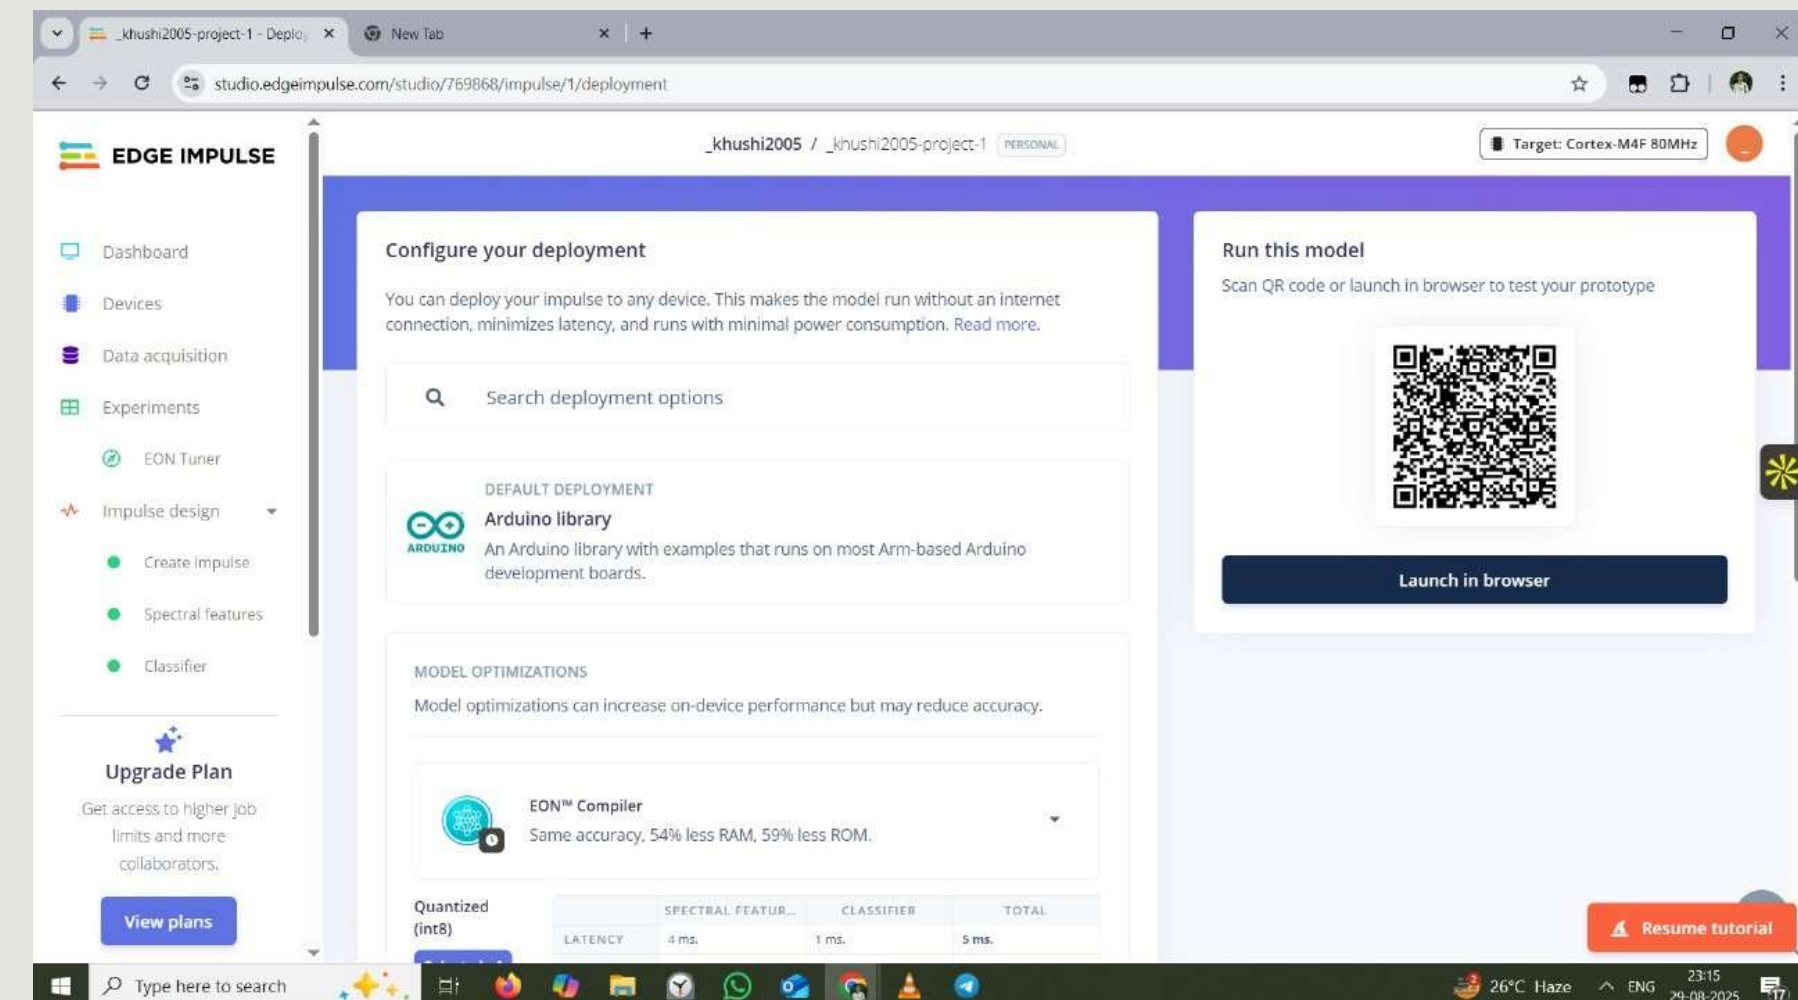 _khushi2005-project-1 - Deplo
New Tab
studio.edgeimpulse.com/studio/769868/impulse/1/deployment
EDGE IMPULSE
_khushi2005 / _khushi2005-project-1 PERSONAL
Target: Cortex-M4F 80MHz
Dashboard
Devices
Data acquisition
Experiments
EON Tuner
Impulse design
Create impulse
Spectral features
Classifier
Upgrade Plan
Get access to higher job
limits and more
collaborators.
View plans
Configure your deployment
You can deploy your impulse to any device. This makes the model run without an internet
connection, minimizes latency, and runs with minimal power consumption. Read more.
Search deployment options
DEFAULT DEPLOYMENT
ARDUINO
Arduino library
An Arduino library with examples that runs on most Arm-based Arduino
development boards.
MODEL OPTIMIZATIONS
Model optimizations can increase on-device performance but may reduce accuracy.
EON™ Compiler
Same accuracy, 54% less RAM, 59% less ROM.
Quantized
(int8)
SPECTRAL FEATUR... CLASSIFIER TOTAL
LATENCY 4 ms. 1 ms. 5 ms.
Run this model
Scan QR code or launch in browser to test your prototype
Launch in browser
Resume tutorial
Type here to search
26°C Haze
ENG
23:15
29-08-2025
17